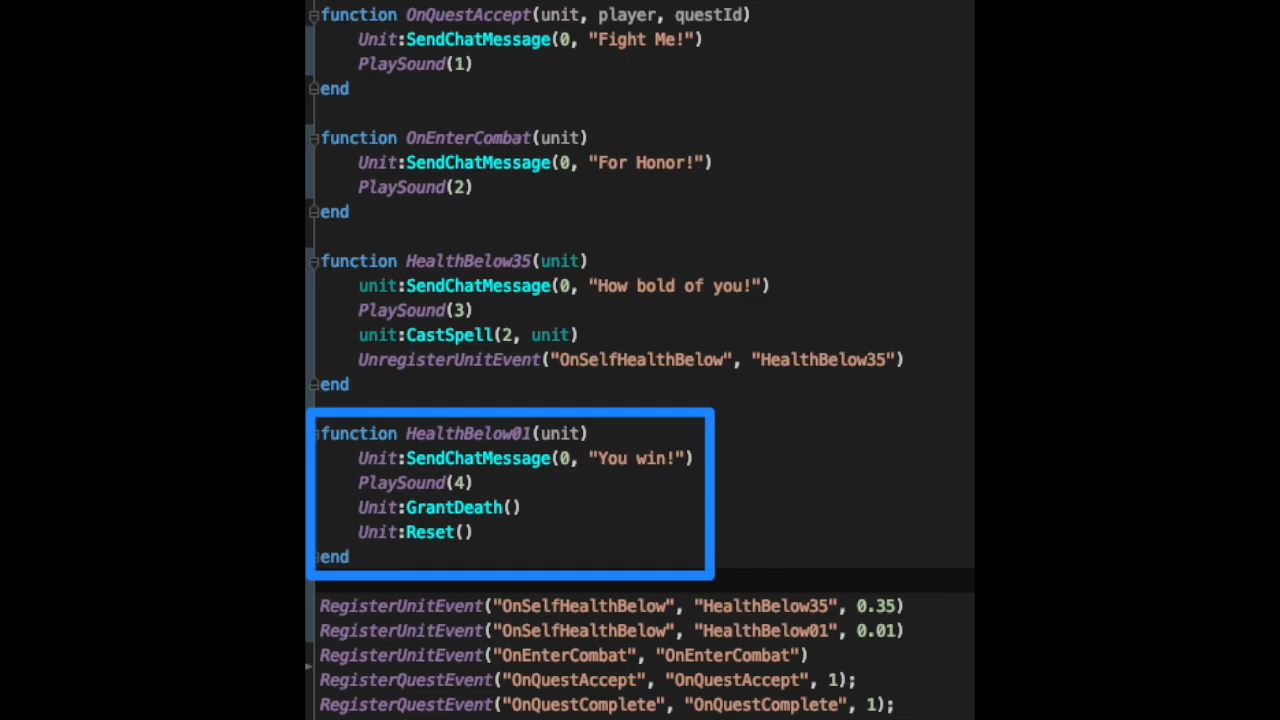 function OnQuestAccept(unit, player, questId)
Unit:SendChatMessage(0, "Fight Me!")
PlaySound(1)
end
function OnEnterCombat(unit)
Unit:SendChatMessage(0, "For Honor!")
PlaySound(2)
end
function HealthBelow35(unit)
unit:SendChatMessage(0, "How bold of you!")
PlaySound(3)
unit:CastSpell(2, unit)
UnregisterUnitEvent("OnSelfHealthBelow", "HealthBelow35")
end
function HealthBelow01(unit)
Unit:SendChatMessage(0, "You win!")
PlaySound(4)
Unit:GrantDeath()
Unit:Reset()
end
RegisterUnitEvent("OnSelfHealthBelow", "HealthBelow35", 0.35)
RegisterUnitEvent("OnSelfHealthBelow", "HealthBelow01", 0.01)
RegisterUnitEvent("OnEnterCombat", "OnEnterCombat")
RegisterQuestEvent("OnQuestAccept", "OnQuestAccept", 1);
RegisterQuestEvent("OnQuestComplete", "OnQuestComplete", 1);